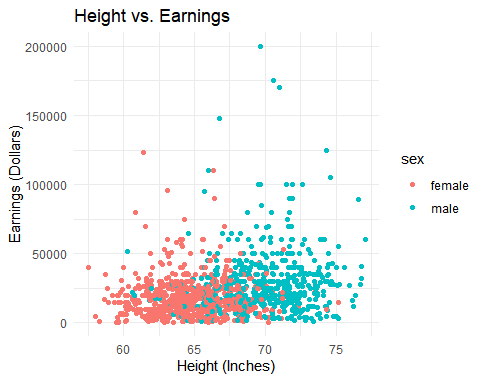 Height vs. Earnings
200000
150000
100000
50000
0
Earnings (Dollars)
60 65 70 75
Height (Inches)
sex
female
male